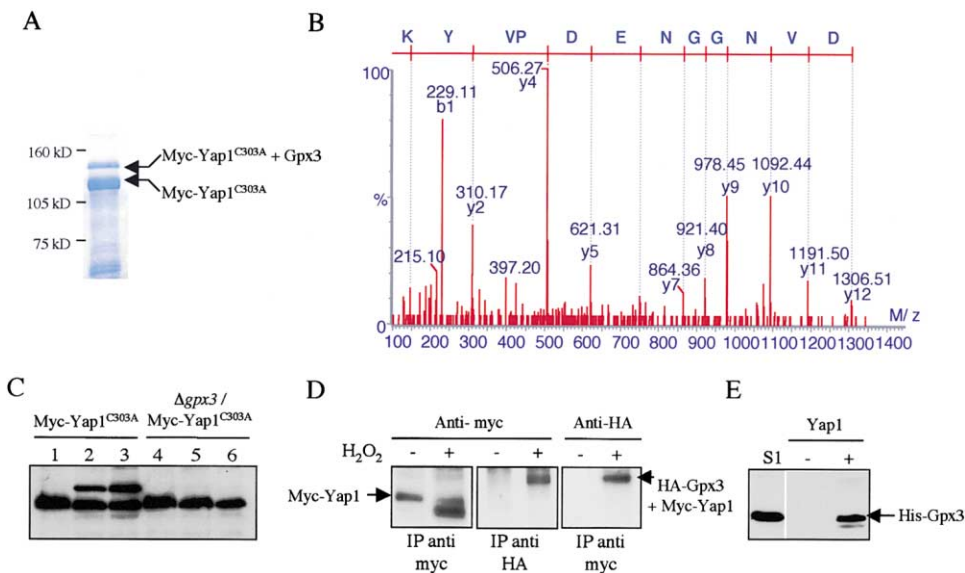 A
160 kD
105 kD
75 kD
Myc-Yap1C303A + Gpx3
Myc-Yap1C303A
B
K Y VP D E N G G N V D
100
%
0
506.27
y4
229.11
b1
310.17
y2
215.10
397.20
621.31
y5
864.36
y7
921.40
y8
978.45
y9
1092.44
y10
1191.50
y11
1306.51
y12
M/ z
100 200 300 400 500 600 700 800 900 1000 1100 1200 1300 1400
C
Myc-Yap1C303A
Δgpx3 /
Myc-Yap1C303A
1 2 3 4 5 6
D
Anti- myc
Anti-HA
H2O2 - + - + - +
Myc-Yap1
HA-Gpx3
+ Myc-Yap1
IP anti
myc
IP anti
HA
IP anti
myc
E
Yap1
S1 - +
His-Gpx3